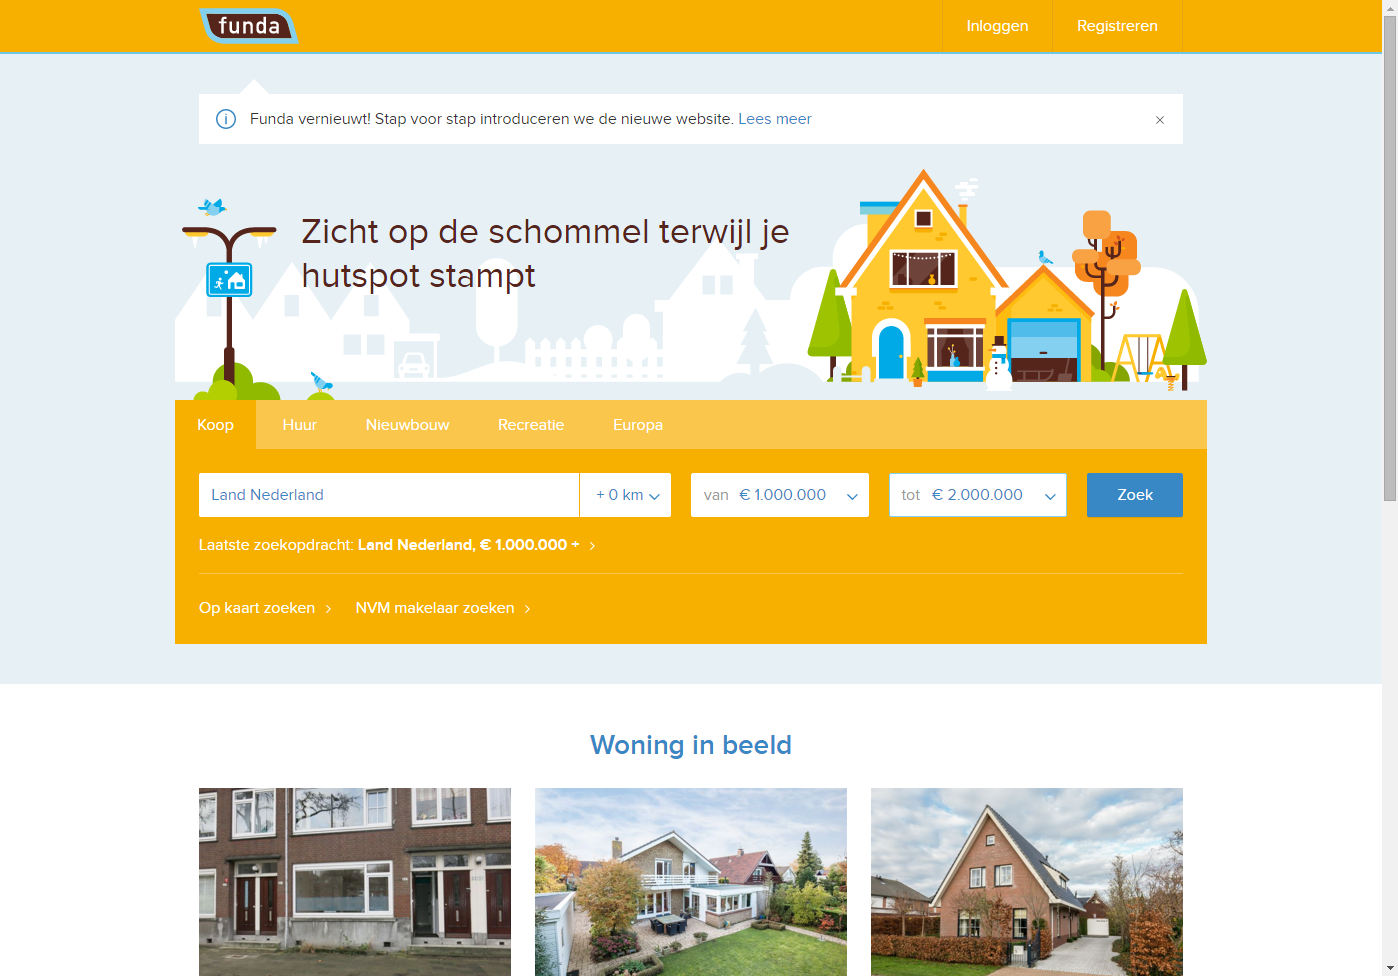 funda
Inloggen
Registreren
Funda vernieuwt! Stap voor stap introduceren we de nieuwe website. Lees meer
Zicht op de schommel terwijl je
hutspot stampt
Koop
Huur
Nieuwbouw
Recreatie
Europa
Land Nederland
+ 0 km
van € 1.000.000
tot € 2.000.000
Zoek
Laatste zoekopdracht: Land Nederland, € 1.000.000 +
Op kaart zoeken
NVM makelaar zoeken
Woning in beeld